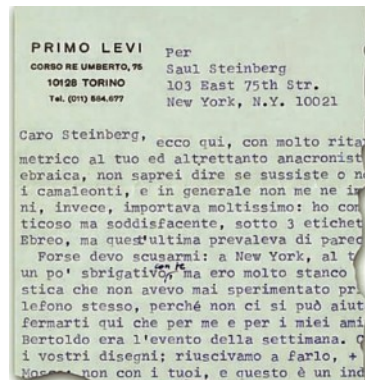 PRIMO LEVI
CORSO RE UMBERTO, 75
10128 TORINO
Tel. (011) 584.677
Per
Saul Steinberg
103 East 75th Str.
New York, N.Y. 10021
Caro Steinberg,
ecco qui, con molto rita
metrico al tuo ed altrettanto anacronist
ebraica, non saprei dire se sussiste o n
i camaleonti, e in generale non me ne i
ni, invece, importava moltissimo: ho con
ticoso ma soddisfacente, sotto 3 etichet
Ebreo, ma quest'ultima prevaleva di parec
Forse devo scusarmi: a New York, al t
un po' sbrigativo con te, ma ero molto stanco
stica che non avevo mai sperimentato pr
lefono stesso, perché non ci si può aiut
fermarti qui che per me e per i miei ami
Bertoldo era l'evento della settimana.
i vostri disegni; riuscivamo a farlo, +
non con i tuoi, e questo è un ind